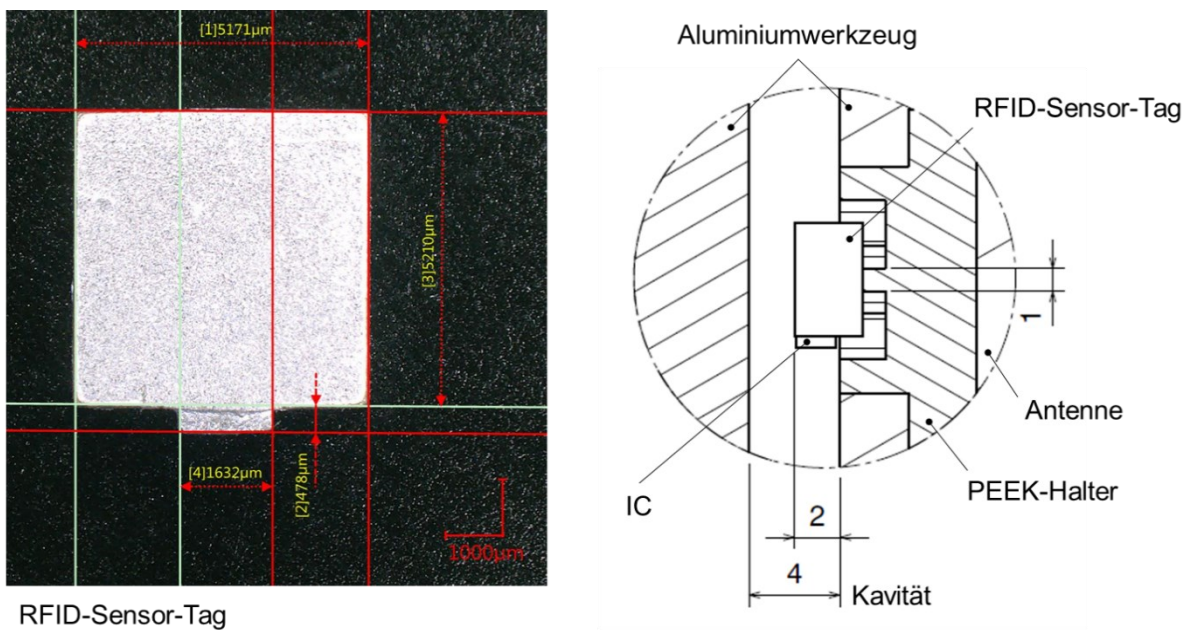 [1]5171µm
[3]5210µm
[4]1632µm
[2]478µm
1000µm
RFID-Sensor-Tag
Aluminiumwerkzeug
RFID-Sensor-Tag
1
Antenne
PEEK-Halter
IC
2
4
Kavität